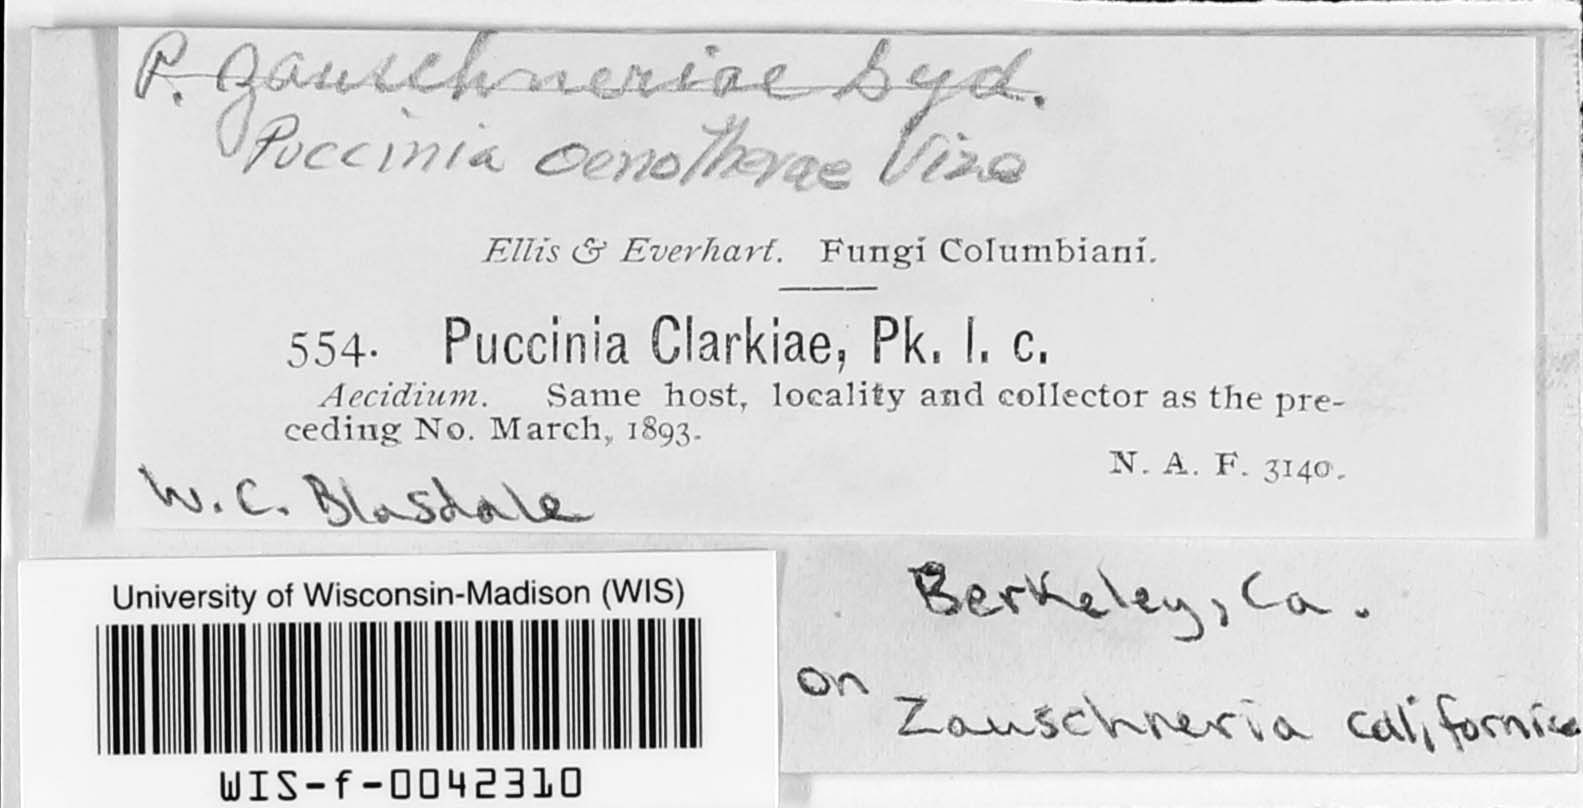 P. Zauschneriae Syd.
Puccinia oenotherae Vize
Ellis & Everhart. Fungi Columbiani.
554. Puccinia Clarkiae, Pk. l. c.
Aecidium. Same host, locality and collector as the pre-
ceding No. March, 1893.
N. A. F. 3140.
W. C. Blasdale
University of Wisconsin-Madison (WIS)
WIS-f-0042310
Berkeley, Ca.
on
Zauschneria californica